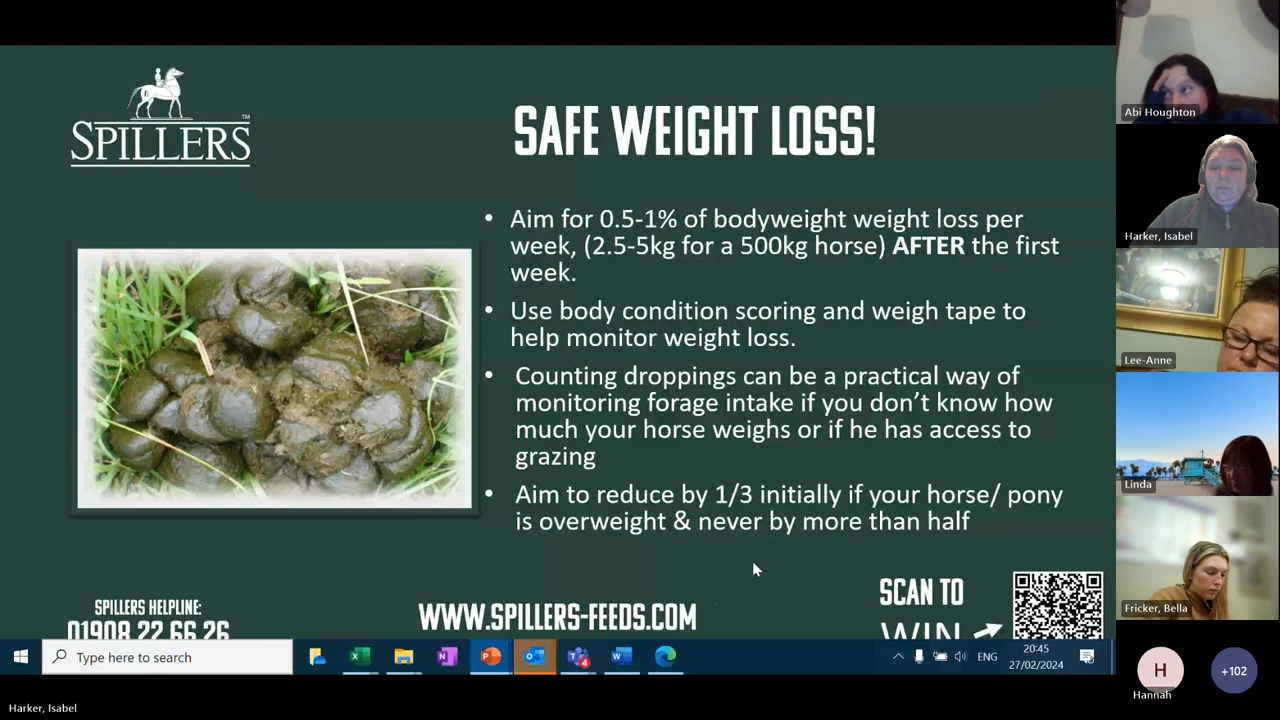 SPILLERS™
SAFE WEIGHT LOSS!
• Aim for 0.5-1% of bodyweight weight loss per
week, (2.5-5kg for a 500kg horse) AFTER the first
week.
• Use body condition scoring and weigh tape to
help monitor weight loss.
• Counting droppings can be a practical way of
monitoring forage intake if you don’t know how
much your horse weighs or if he has access to
grazing
• Aim to reduce by 1/3 initially if your horse/ pony
is overweight & never by more than half
SPILLERS HELPLINE:
01908 22 66 26
WWW.SPILLERS-FEEDS.COM
SCAN TO
WIN
Type here to search
4
ENG
20:45
27/02/2024
Abi Houghton
Harker, Isabel
Lee-Anne
Linda
Fricker, Bella
H
Hannah
+102
Harker, Isabel